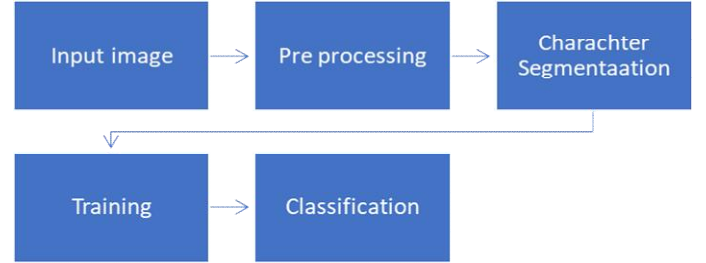 Input image
Pre processing
Charachter
Segmentaation
Training
Classification